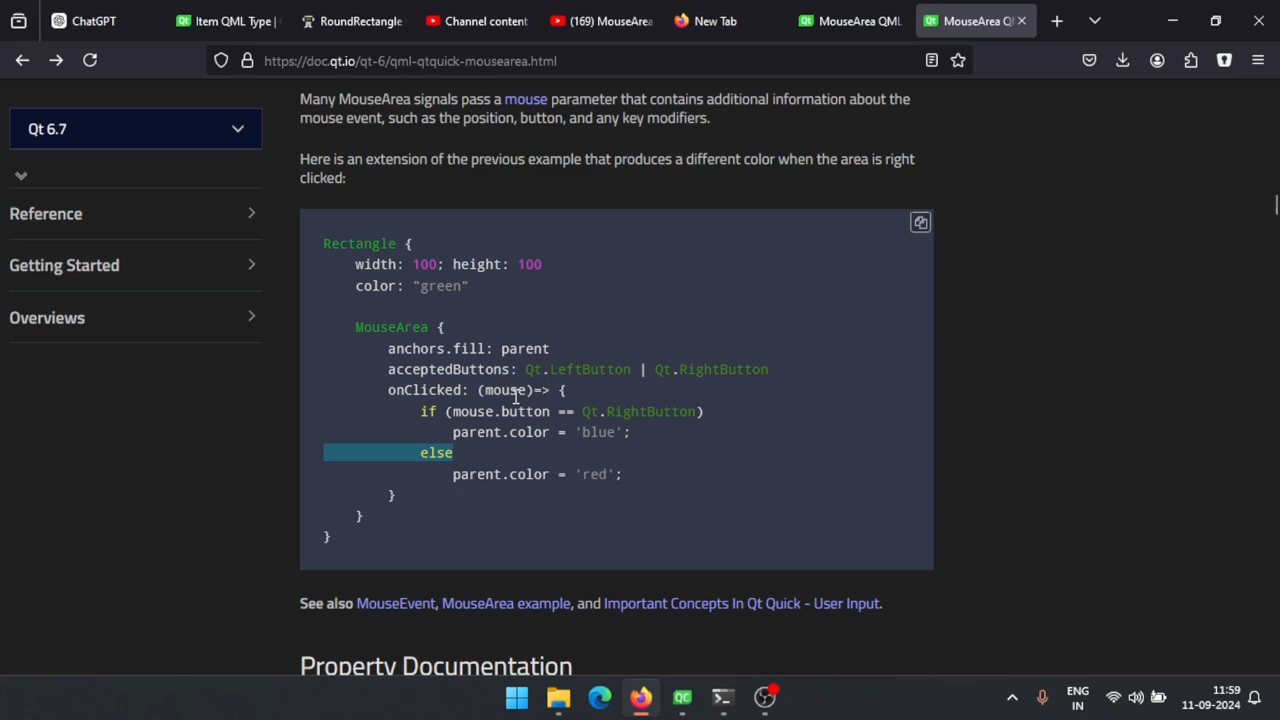 ChatGPT
Item QML Type |
RoundRectangle
Channel content
(169) MouseArea
New Tab
MouseArea QML
MouseArea QM
https://doc.qt.io/qt-6/qml-qtquick-mousearea.html
Qt 6.7
Reference
Getting Started
Overviews
Many MouseArea signals pass a mouse parameter that contains additional information about the
mouse event, such as the position, button, and any key modifiers.
Here is an extension of the previous example that produces a different color when the area is right
clicked:
Rectangle {
width: 100; height: 100
color: "green"
MouseArea {
anchors.fill: parent
acceptedButtons: Qt.LeftButton | Qt.RightButton
onClicked: (mouse)=> {
if (mouse.button == Qt.RightButton)
parent.color = 'blue';
else
parent.color = 'red';
}
}
}
See also MouseEvent, MouseArea example, and Important Concepts In Qt Quick - User Input.
Property Documentation
QC
ENG
IN
11:59
11-09-2024